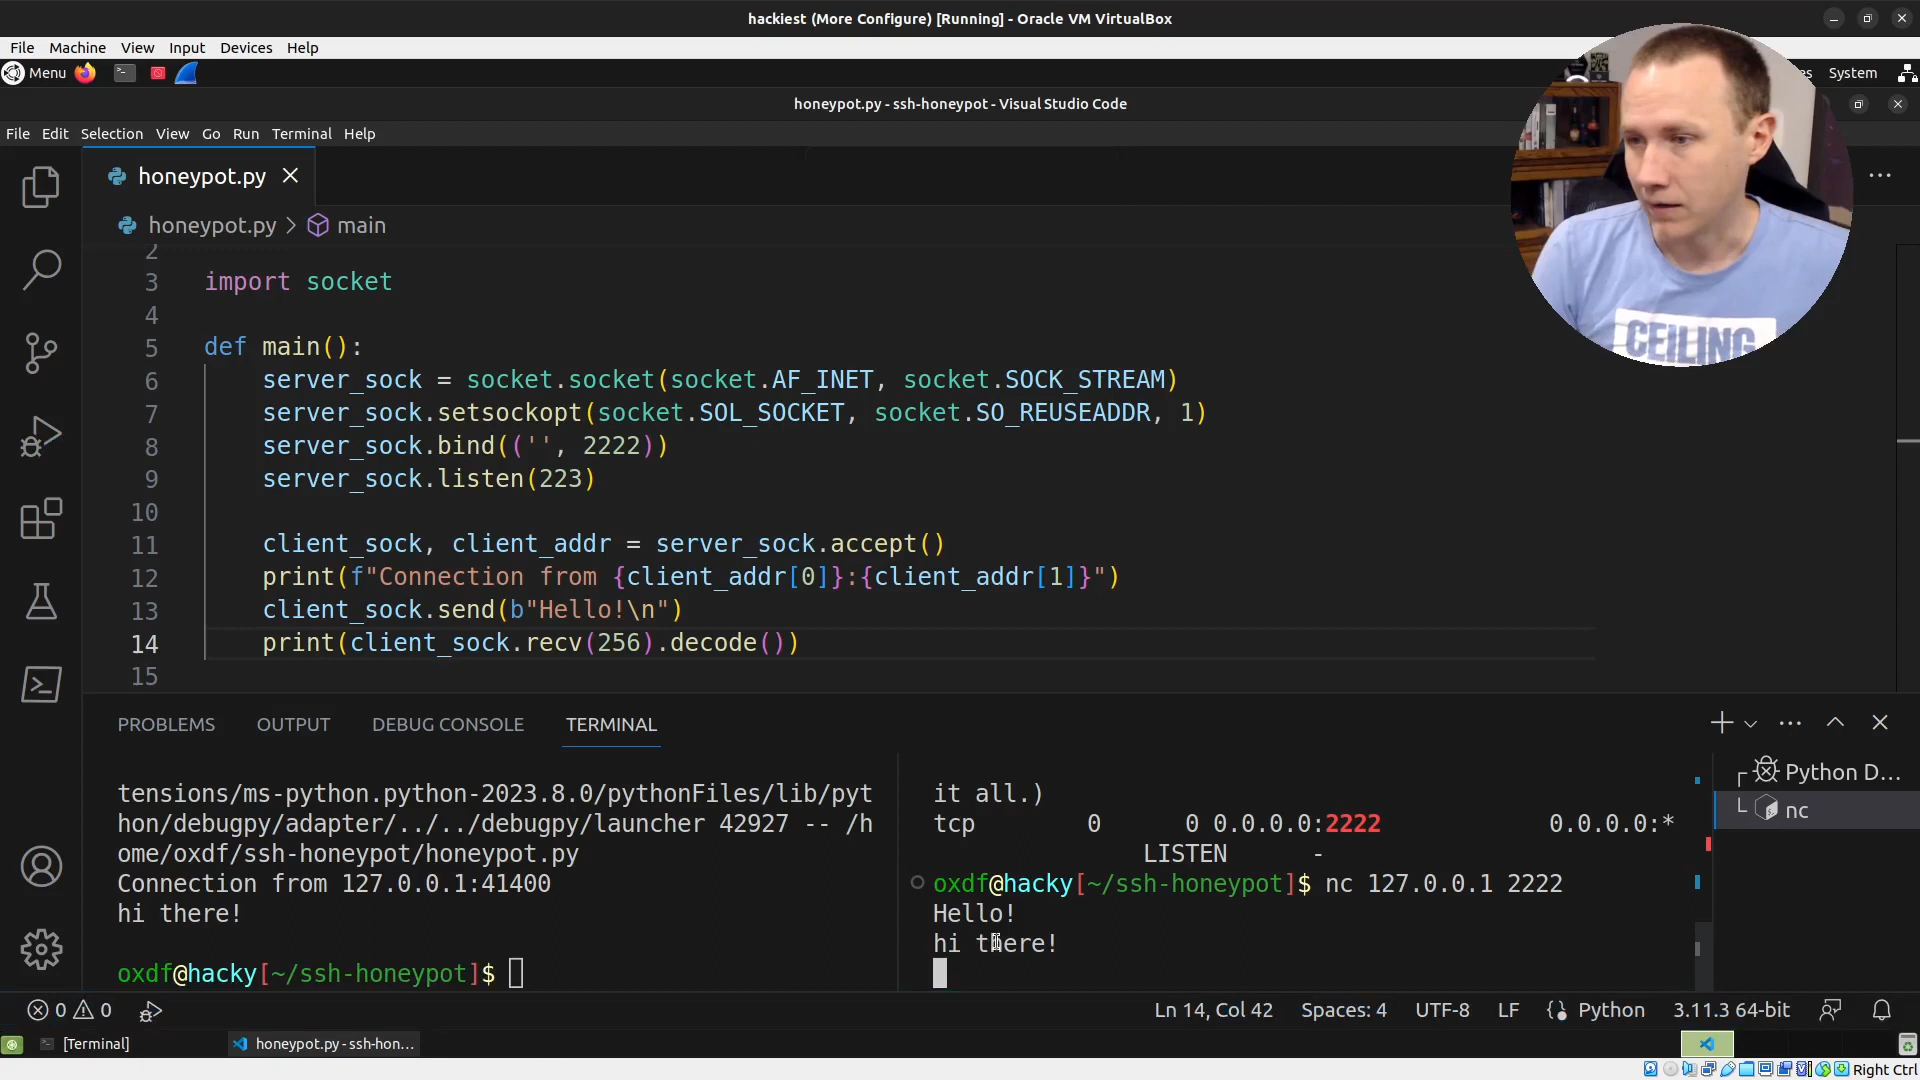 hackiest (More Configure) [Running] - Oracle VM VirtualBox
File Machine View Input Devices Help
Menu
System
honeypot.py - ssh-honeypot - Visual Studio Code
File Edit Selection View Go Run Terminal Help
honeypot.py
honeypot.py > main
2
3 import socket
4
5 def main():
6 server_sock = socket.socket(socket.AF_INET, socket.SOCK_STREAM)
7 server_sock.setsockopt(socket.SOL_SOCKET, socket.SO_REUSEADDR, 1)
8 server_sock.bind(('', 2222))
9 server_sock.listen(223)
10
11 client_sock, client_addr = server_sock.accept()
12 print(f"Connection from {client_addr[0]}:{client_addr[1]}")
13 client_sock.send(b"Hello!\n")
14 print(client_sock.recv(256).decode())
15
CEILING
PROBLEMS OUTPUT DEBUG CONSOLE TERMINAL
tensions/ms-python.python-2023.8.0/pythonFiles/lib/pyt
hon/debugpy/adapter/../../debugpy/launcher 42927 -- /h
ome/oxdf/ssh-honeypot/honeypot.py
Connection from 127.0.0.1:41400
hi there!
oxdf@hacky[~/ssh-honeypot]$
it all.)
tcp 0 0 0.0.0.0:2222 0.0.0.0:*
LISTEN -
oxdf@hacky[~/ssh-honeypot]$ nc 127.0.0.1 2222
Hello!
hi there!
Python D...
nc
0 0
Ln 14, Col 42 Spaces: 4 UTF-8 LF Python 3.11.3 64-bit
[Terminal] honeypot.py - ssh-hon...
Right Ctrl